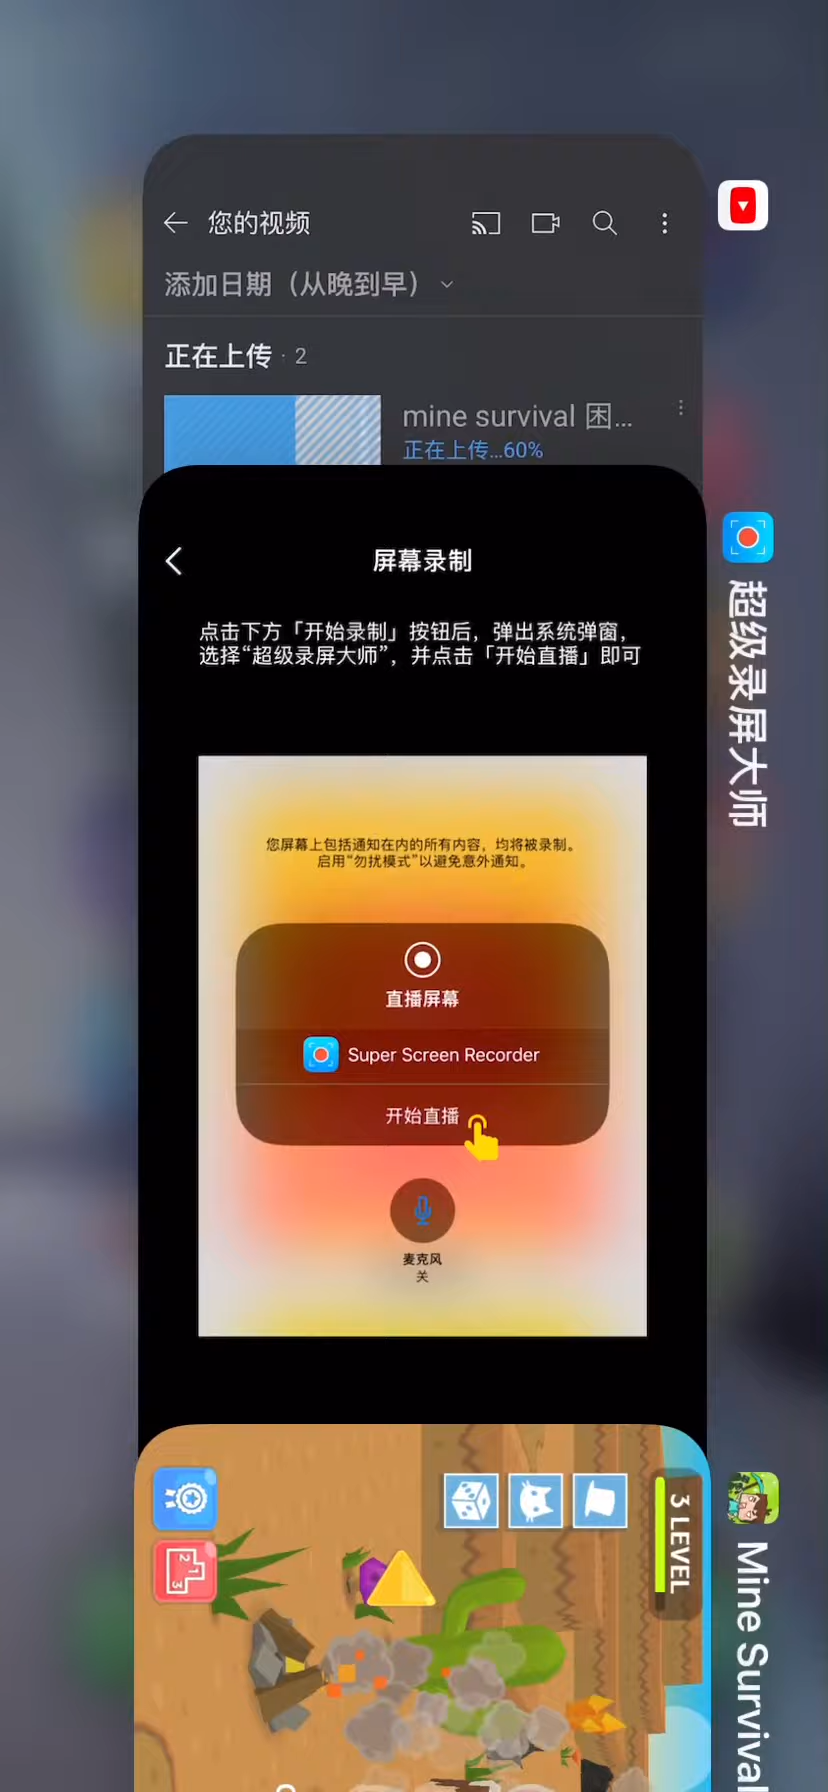 您的视频
添加日期（从晚到早）
正在上传 · 2
mine survival 困...
正在上传...60%
屏幕录制
点击下方「开始录制」按钮后，弹出系统弹窗，
选择“超级录屏大师”，并点击「开始直播」即可
您屏幕上包括通知在内的所有内容，均将被录制。
启用“勿扰模式”以避免意外通知。
直播屏幕
Super Screen Recorder
开始直播
麦克风
关
超级录屏大师
3 LEVEL
2
1
3
Mine Survival